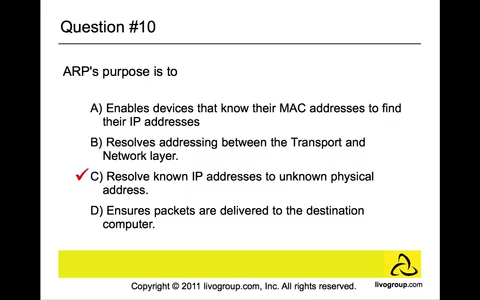 Question #10
ARP's purpose is to
A) Enables devices that know their MAC addresses to find
their IP addresses
B) Resolves addressing between the Transport and
Network layer.
C) Resolve known IP addresses to unknown physical
address.
D) Ensures packets are delivered to the destination
computer.
livogroup.com
Copyright © 2011 livogroup.com, Inc. All rights reserved.